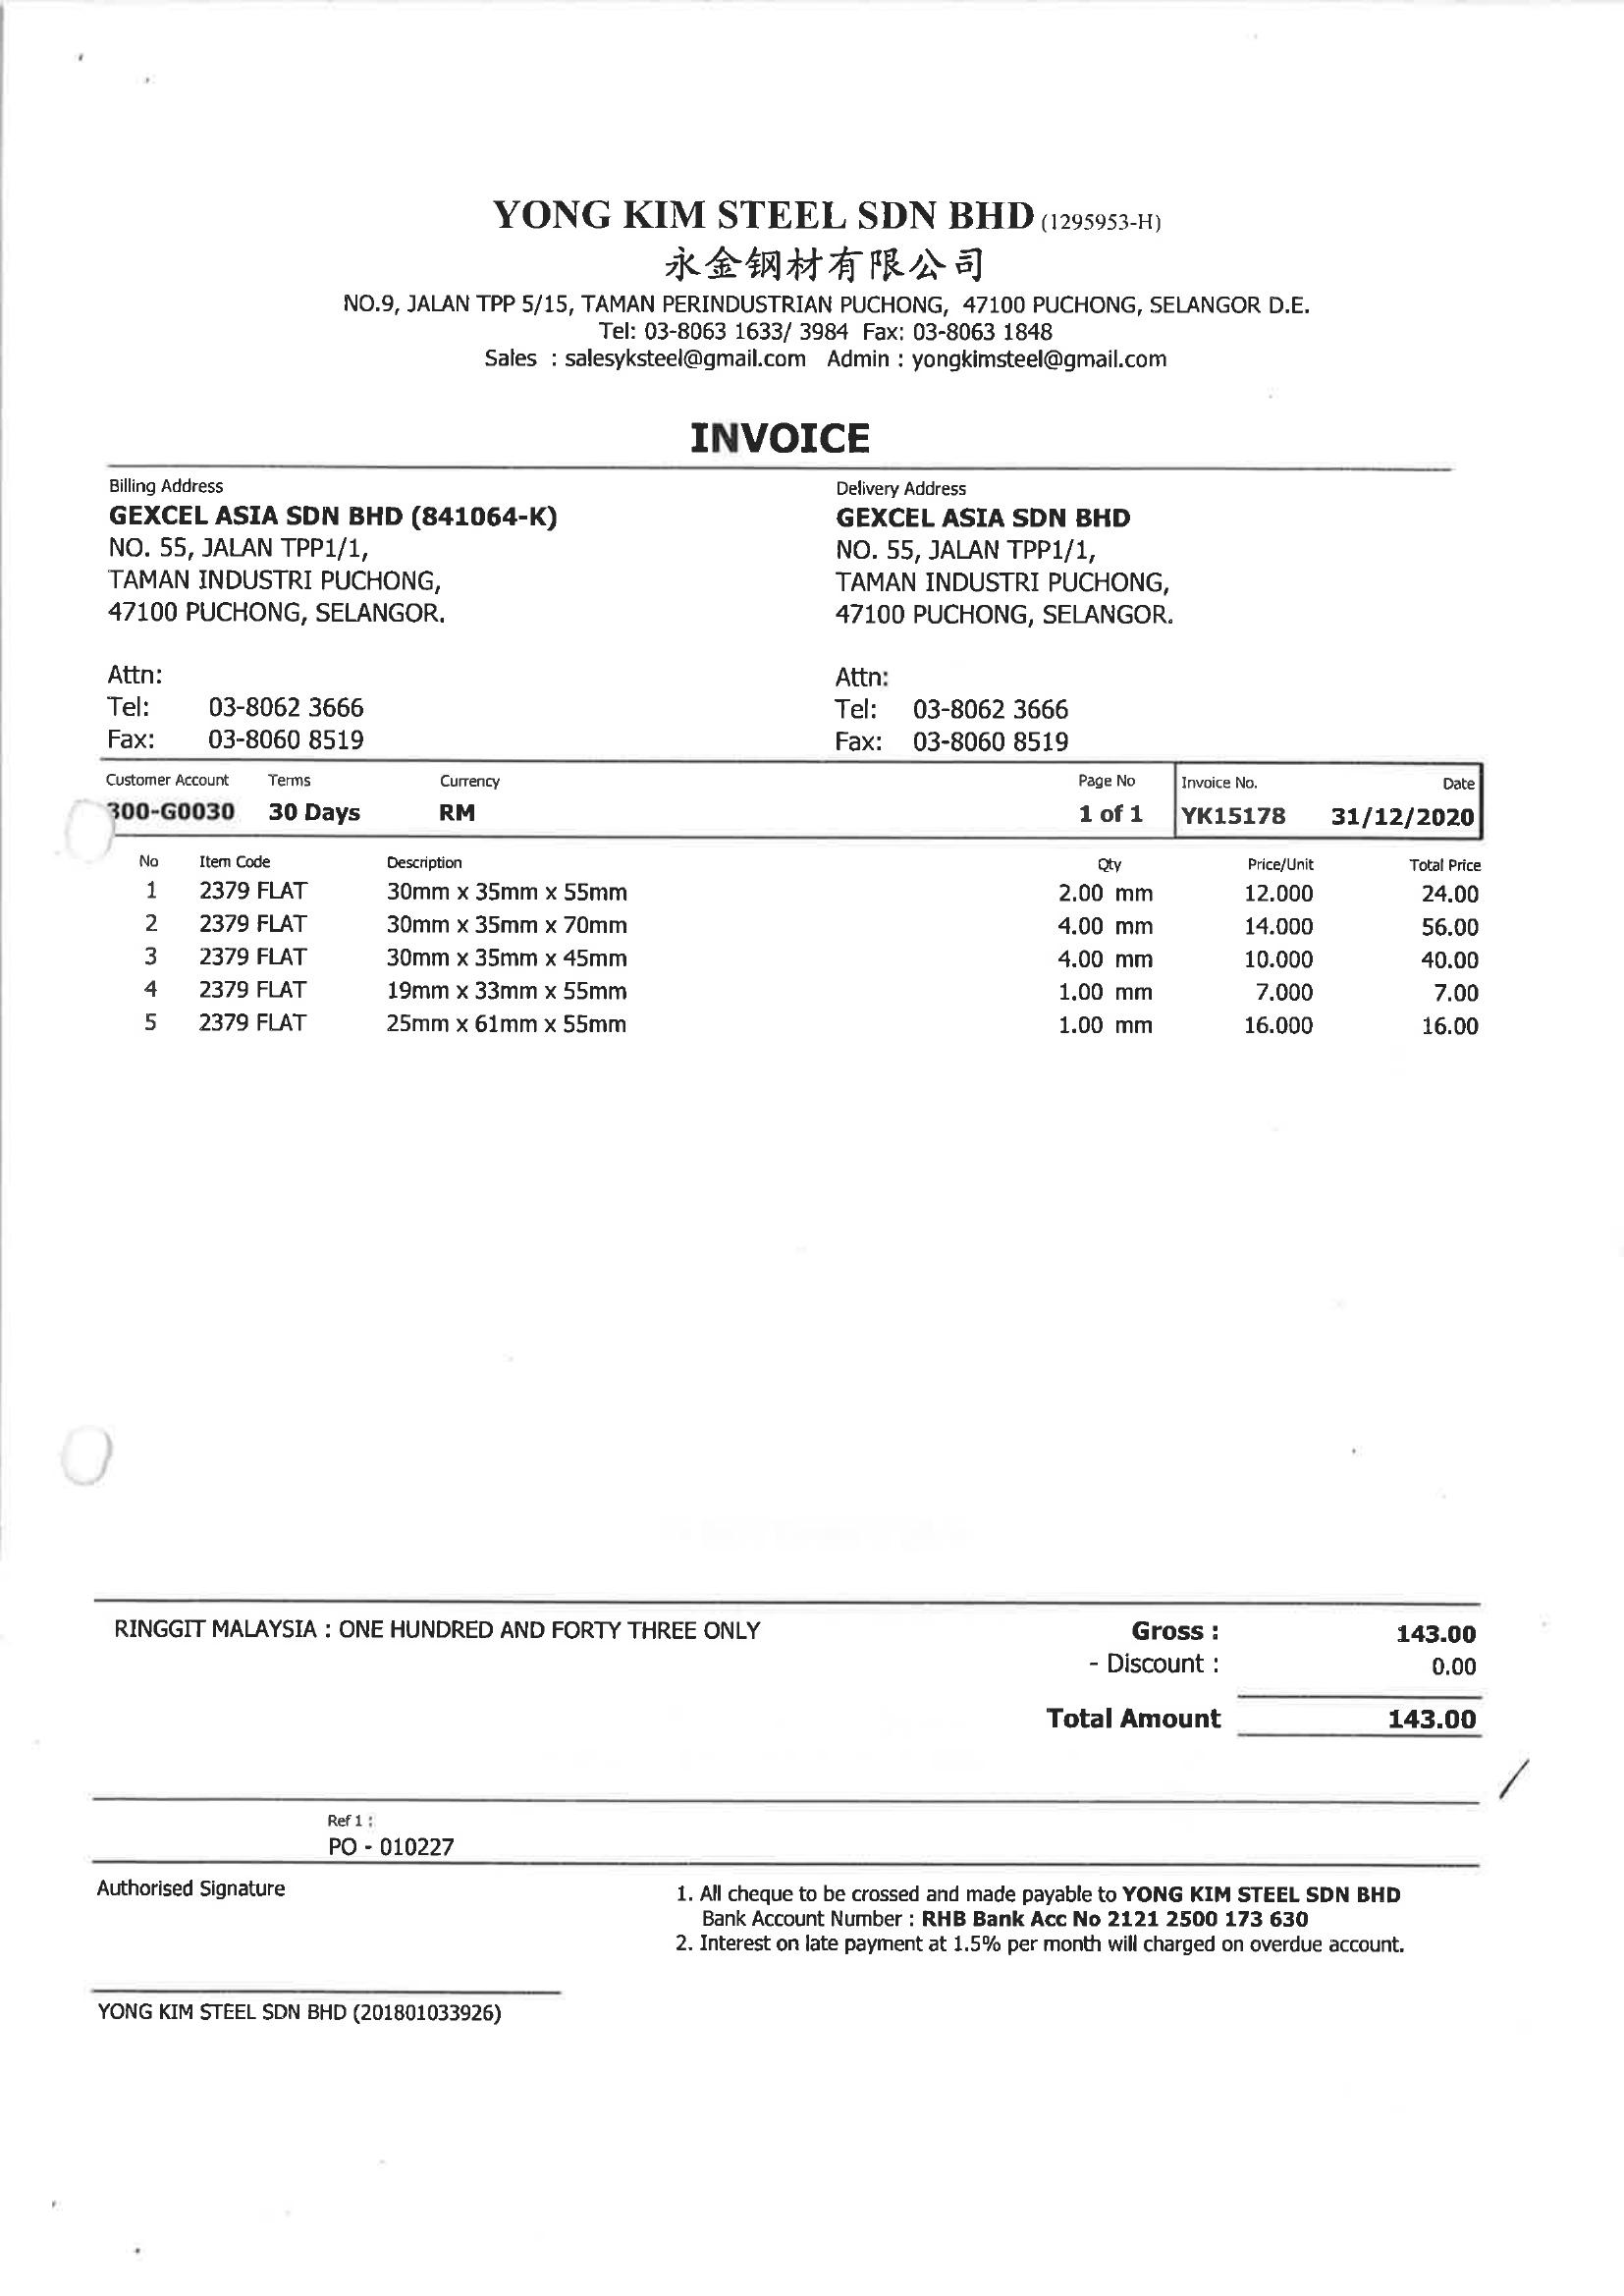 YONG KIM STEEL SDN BHD (1295953-H)
永金钢材有限公司
NO.9, JALAN TPP 5/15, TAMAN PERINDUSTRIAN PUCHONG, 47100 PUCHONG, SELANGOR D.E.
Tel: 03-8063 1633/ 3984 Fax: 03-8063 1848
Sales : salesyksteel@gmail.com Admin : yongkimsteel@gmail.com
INVOICE
Billing Address
GEXCEL ASIA SDN BHD (841064-K)
NO. 55, JALAN TPP1/1,
TAMAN INDUSTRI PUCHONG,
47100 PUCHONG, SELANGOR.
Attn:
Tel: 03-8062 3666
Fax: 03-8060 8519
Delivery Address
GEXCEL ASIA SDN BHD
NO. 55, JALAN TPP1/1,
TAMAN INDUSTRI PUCHONG,
47100 PUCHONG, SELANGOR.
Attn:
Tel: 03-8062 3666
Fax: 03-8060 8519
Customer Account Terms Currency Page No Invoice No. Date
300-G0030 30 Days RM 1 of 1 YK15178 31/12/2020
No Item Code Description Qty Price/Unit Total Price
1 2379 FLAT 30mm x 35mm x 55mm 2.00 mm 12.000 24.00
2 2379 FLAT 30mm x 35mm x 70mm 4.00 mm 14.000 56.00
3 2379 FLAT 30mm x 35mm x 45mm 4.00 mm 10.000 40.00
4 2379 FLAT 19mm x 33mm x 55mm 1.00 mm 7.000 7.00
5 2379 FLAT 25mm x 61mm x 55mm 1.00 mm 16.000 16.00
RINGGIT MALAYSIA : ONE HUNDRED AND FORTY THREE ONLY Gross : 143.00
- Discount : 0.00
Total Amount 143.00
Ref 1 :
PO - 010227
Authorised Signature
1. All cheque to be crossed and made payable to YONG KIM STEEL SDN BHD
Bank Account Number : RHB Bank Acc No 2121 2500 173 630
2. Interest on late payment at 1.5% per month will charged on overdue account.
YONG KIM STEEL SDN BHD (201801033926)